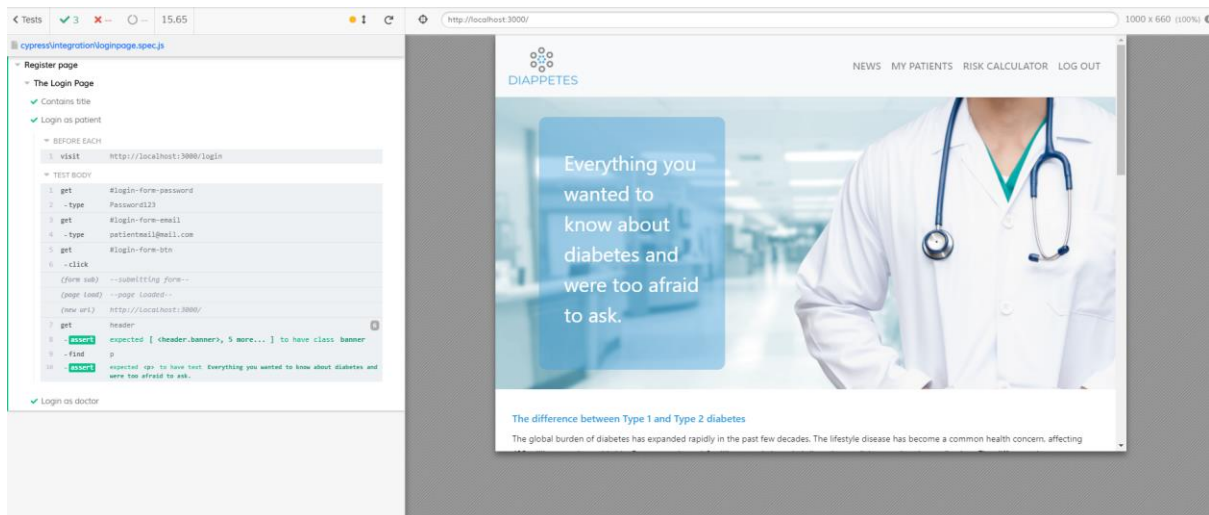 Tests 3 -- -- 15.65
http://localhost:3000/ 1000 x 660 (100%)
cypress\integration\loginpage.spec.js
Register page
The Login Page
Contains title
Login as patient
BEFORE EACH
1 visit http://localhost:3000/login
TEST BODY
1 get #login-form-password
2 -type Password123
3 get #login-form-email
4 -type patientmail@mail.com
5 get #login-form-btn
6 -click
(form sub) --submitting form--
(page load) --page loaded--
(new url) http://localhost:3000/
7 get header 6
8 -assert expected [ <header.banner>, 5 more... ] to have class banner
9 -find p
10 -assert expected <p> to have text Everything you wanted to know about diabetes and
were too afraid to ask.
Login as doctor
DIAPPETES
NEWS MY PATIENTS RISK CALCULATOR LOG OUT
Everything you
wanted to
know about
diabetes and
were too afraid
to ask.
The difference between Type 1 and Type 2 diabetes
The global burden of diabetes has expanded rapidly in the past few decades. The lifestyle disease has become a common health concern, affecting